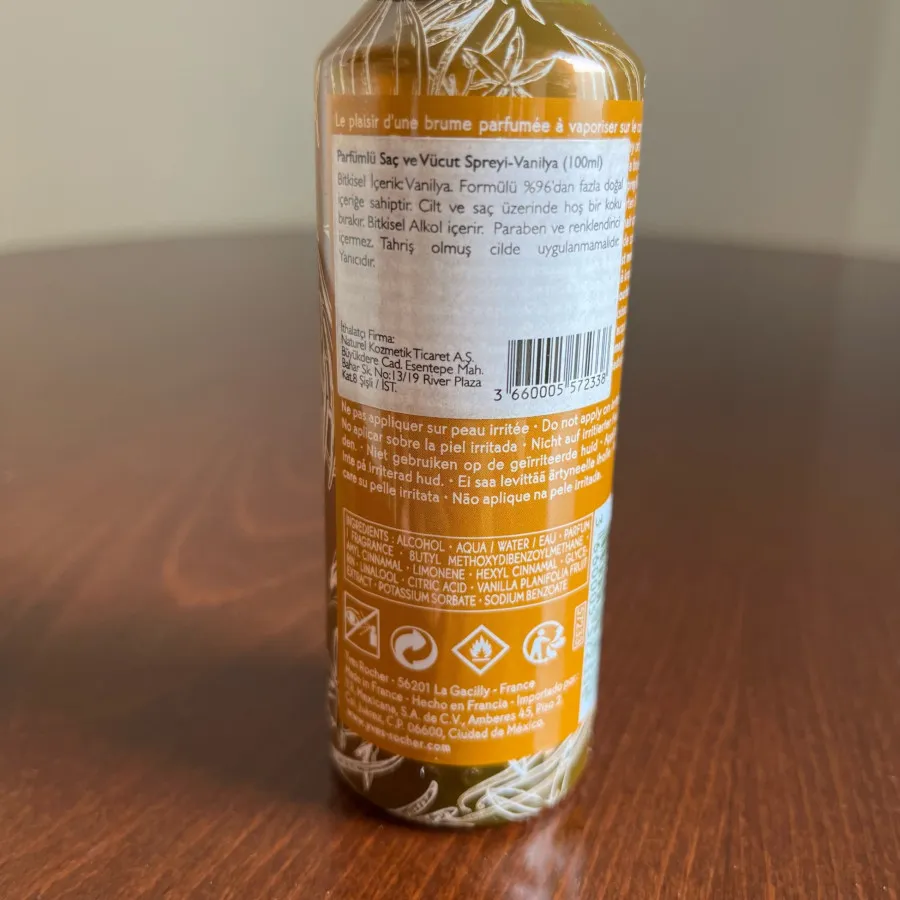 Le plaisir d'une brume parfumée à vaporiser sur le
Parfümlü Saç ve Vücut Spreyi-Vanilya (100ml)
Bitkisel İçerik:Vanilya. Formülü %96'dan fazla doğal
içeriğe sahiptir. Cilt ve saç üzerinde hoş bir koku
bırakır. Bitkisel Alkol içerir. Paraben ve renklendirici
içermez. Tahriş olmuş cilde uygulanmamalıdır.
Yanıcıdır.
İthalatçı Firma:
Naturel Kozmetik Ticaret A.Ş.
Büyükdere Cad. Esentepe Mah.
Bahar Sk. No:13/19 River Plaza
Kat:8 Şişli / İST.
3 660005 572338
Ne pas appliquer sur peau irritée • Do not apply on
No aplicar sobre la piel irritada • Nicht auf irritierter
den. • Niet gebruiken op de geïrriteerde huid •
inte på irriterad hud. • Ei saa levittää ärtyneelle iholle.
care su pelle irritata • Não aplique na pele irritada.
INGREDIENTS : ALCOHOL • AQUA / WATER / EAU • PARFUM
/ FRAGRANCE • BUTYL METHOXYDIBENZOYLMETHANE •
AMYL CINNAMAL • LIMONENE • HEXYL CINNAMAL • GLYCE-
RIN • LINALOOL • CITRIC ACID • VANILLA PLANIFOLIA FRUIT
EXTRACT • POTASSIUM SORBATE • SODIUM BENZOATE
Yves Rocher • 56201 La Gacilly - France
Made in France • Hecho en Francia • Importado por:
Y.R. Mexicana, S.A. de C.V., Amberes 45, Piso 2
Col. Juárez, C.P. 06600, Ciudad de México.
www.yves-rocher.com